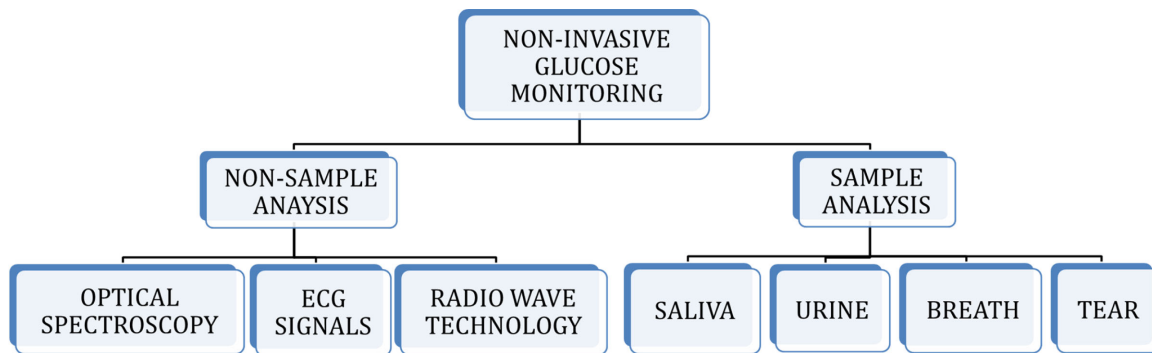 NON-INVASIVE
GLUCOSE
MONITORING
NON-SAMPLE
ANAYSIS
SAMPLE
ANALYSIS
OPTICAL
SPECTROSCOPY
ECG
SIGNALS
RADIO WAVE
TECHNOLOGY
SALIVA
URINE
BREATH
TEAR